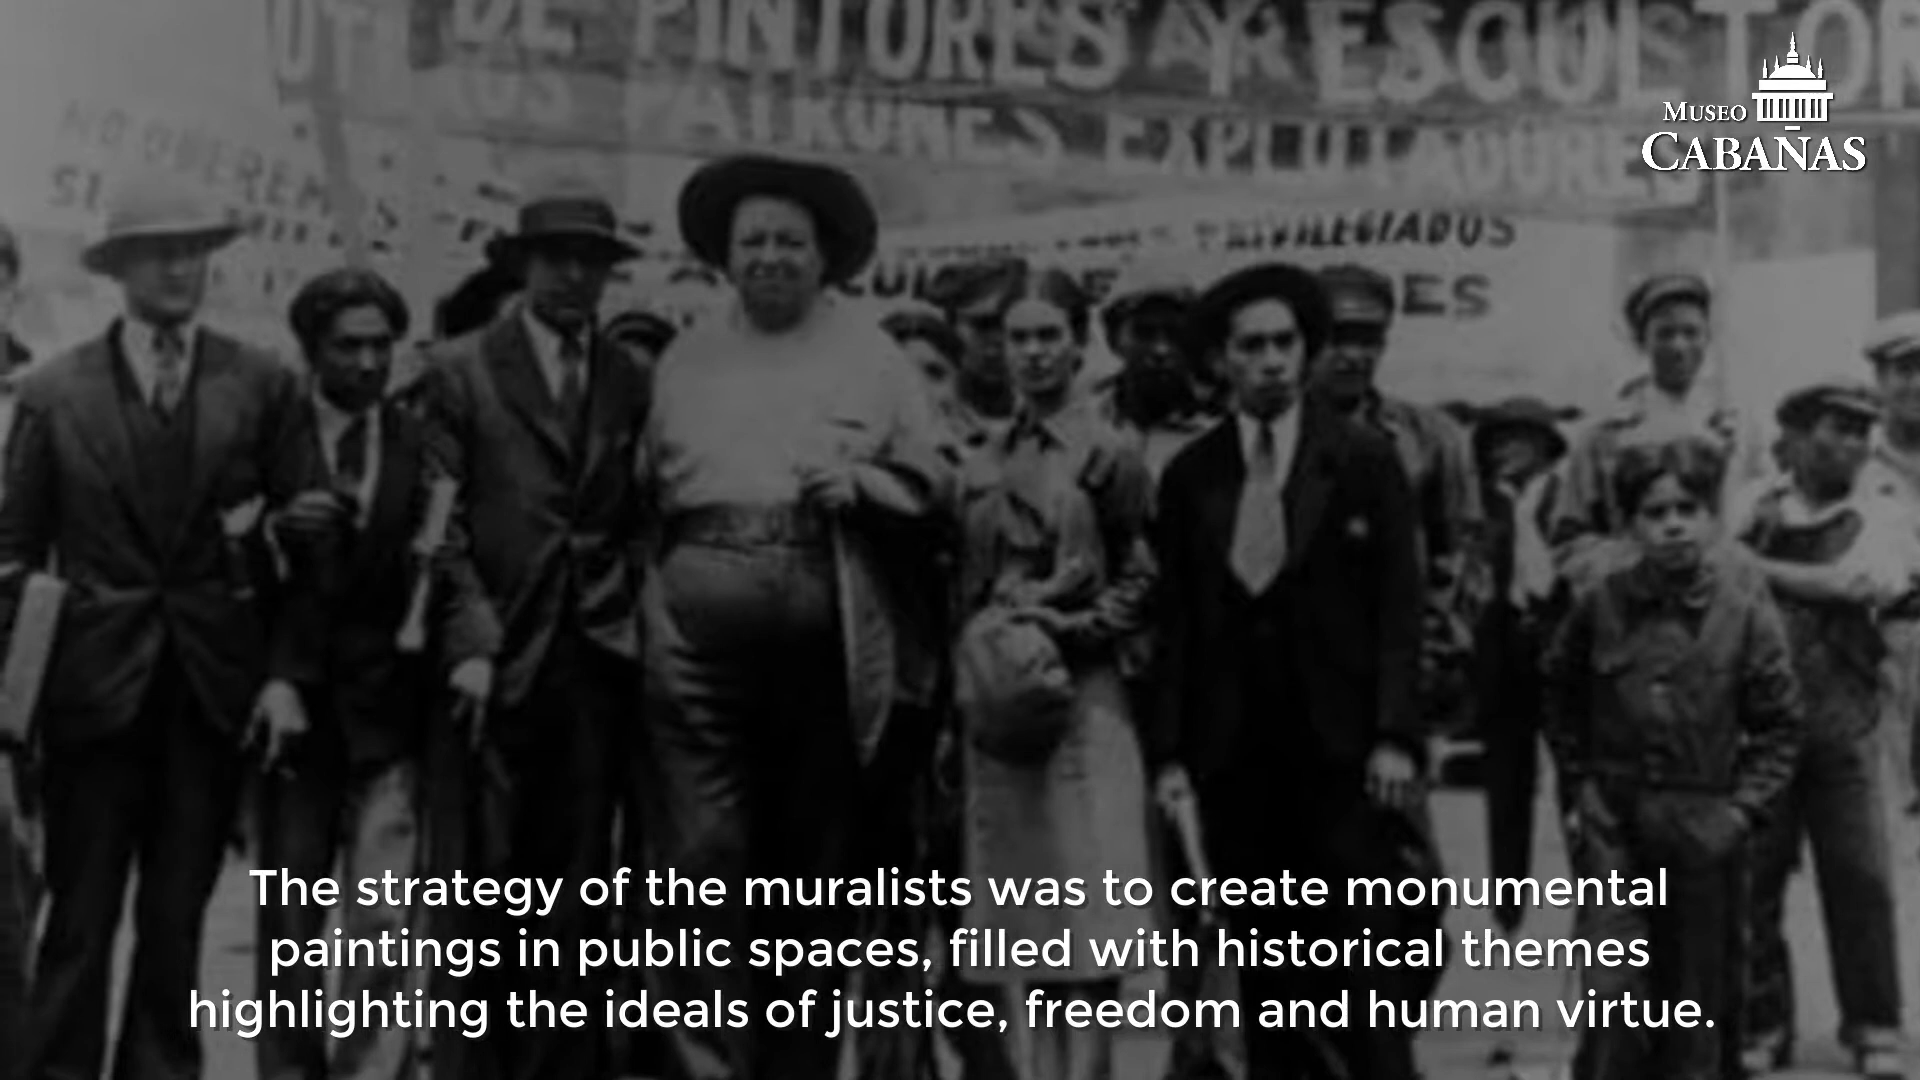 DE PINTORES Y ESCULTOR
PATRONES EXPLOTADORES
PRIVILEGIADOS
MUSEO
CABAÑAS
The strategy of the muralists was to create monumental
paintings in public spaces, filled with historical themes
highlighting the ideals of justice, freedom and human virtue.